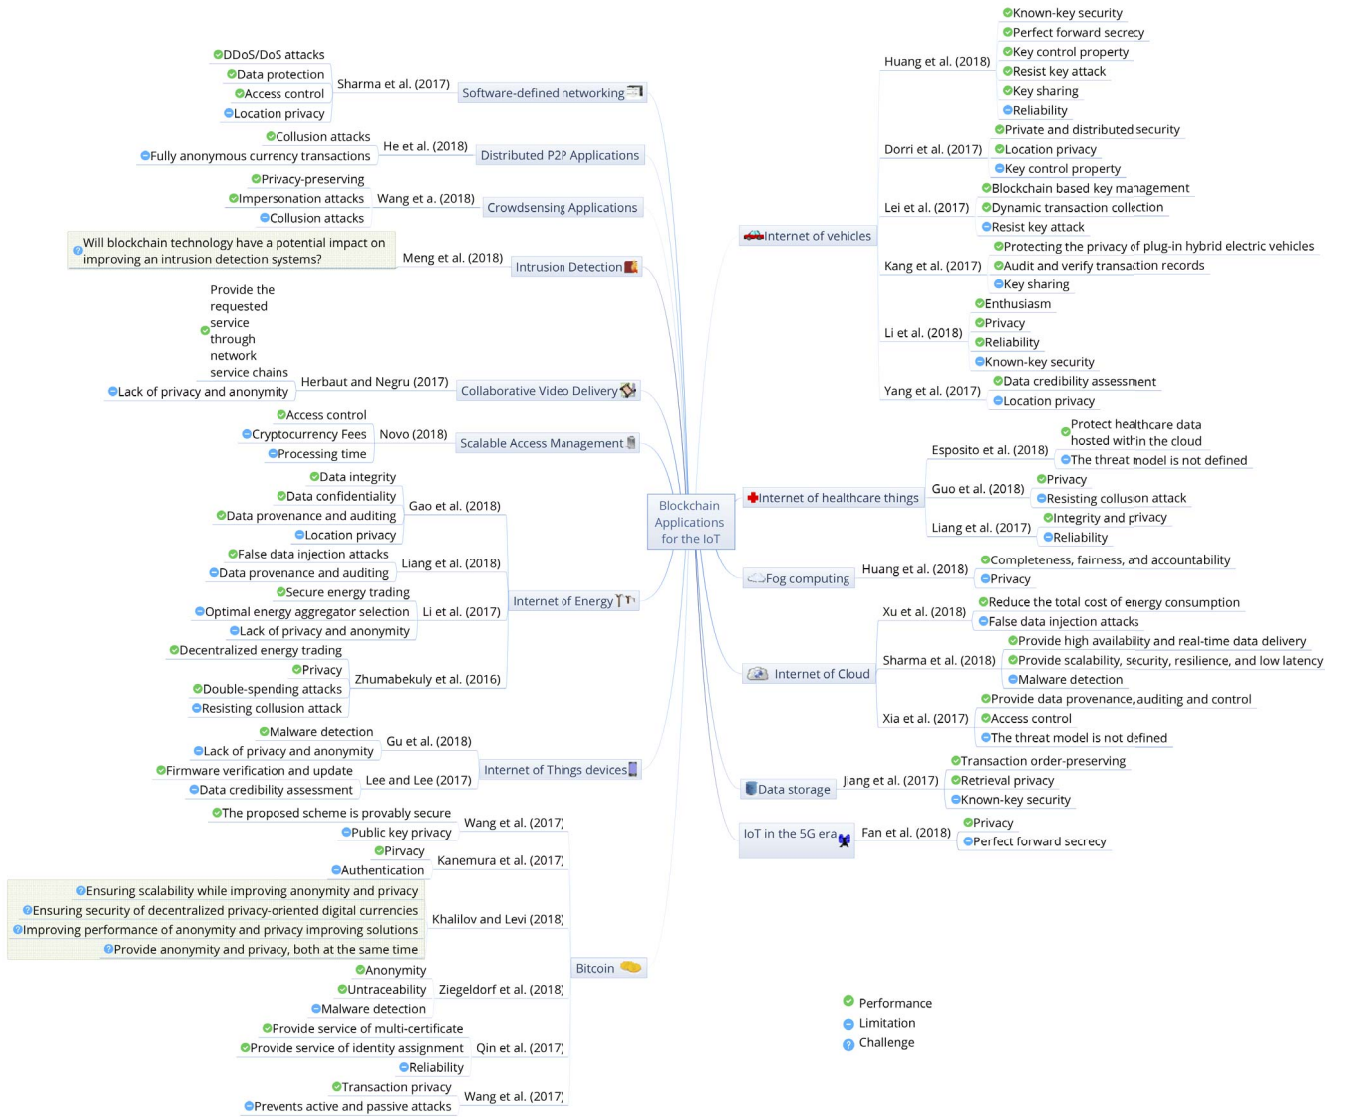 Blockchain
Applications
for the IoT
Software-defined networking
Sharma et al. (2017)
DDoS/DoS attacks
Data protection
Access control
Location privacy
Distributed P2P Applications
He et al. (2018)
Collusion attacks
Fully anonymous currency transactions
Crowdsensing Applications
Wang et a. (2018)
Privacy-preserving
Impersonation attacks
Collusion attacks
Intrusion Detection
Meng et al. (2018)
Will blockchain technology have a potential impact on
improving an intrusion detection systems?
Collaborative Video Delivery
Herbaut and Negru (2017)
Provide the
requested
service
through
network
service chains
Lack of privacy and anonymity
Scalable Access Management
Novo (2018)
Access control
Cryptocurrency Fees
Processing time
Internet of Energy
Gao et al. (2018)
Data integrity
Data confidentiality
Data provenance and auditing
Location privacy
Liang et al. (2018)
False data injection attacks
Data provenance and auditing
Li et al. (2017)
Secure energy trading
Optimal energy aggregator selection
Lack of privacy and anonymity
Zhumabekuly et al. (2016)
Decentralized energy trading
Privacy
Double-spending attacks
Resisting collusion attack
Internet of Things devices
Gu et al. (2018)
Malware detection
Lack of privacy and anonymity
Lee and Lee (2017)
Firmware verification and update
Data credibility assessment
Bitcoin
Wang et al. (2017)
The proposed scheme is provably secure
Public key privacy
Kanemura et al. (2017)
Pirvacy
Authentication
Khalilov and Levi (2018)
Ensuring scalability while improving anonymity and privacy
Ensuring security of decentralized privacy-oriented digital currencies
Improving performance of anonymity and privacy improving solutions
Provide anonymity and privacy, both at the same time
Ziegeldorf et al. (2018)
Anonymity
Untraceability
Malware detection
Qin et al. (2017)
Provide service of multi-certificate
Provide service of identity assignment
Reliability
Wang et al. (2017)
Transaction privacy
Prevents active and passive attacks
Internet of vehicles
Huang et al. (2018)
Known-key security
Perfect forward secrecy
Key control property
Resist key attack
Key sharing
Reliability
Dorri et al. (2017)
Private and distributed security
Location privacy
Key control property
Lei et al. (2017)
Blockchain based key management
Dynamic transaction collection
Resist key attack
Kang et al. (2017)
Protecting the privacy of plug-in hybrid electric vehicles
Audit and verify transaction records
Key sharing
Li et al. (2018)
Enthusiasm
Privacy
Reliability
Known-key security
Yang et al. (2017)
Data credibility assessment
Location privacy
Internet of healthcare things
Esposito et al. (2018)
Protect healthcare data
hosted within the cloud
The threat model is not defined
Guo et al. (2018)
Privacy
Resisting colluson attack
Liang et al. (2017)
Integrity and privacy
Reliability
Fog computing
Huang et al. (2018)
Completeness, fairness, and accountability
Privacy
Internet of Cloud
Xu et al. (2018)
Reduce the total cost of energy consumption
False data injection attacks
Sharma et al. (2018)
Provide high availability and real-time data delivery
Provide scalability, security, resilience, and low latency
Malware detection
Xia et al. (2017)
Provide data provenance,auditing and control
Access control
The threat model is not defined
Data storage
Jiang et al. (2017)
Transaction order-preserving
Retrieval privacy
Known-key security
IoT in the 5G era
Fan et al. (2018)
Privacy
Perfect forward secrecy
Performance
Limitation
Challenge